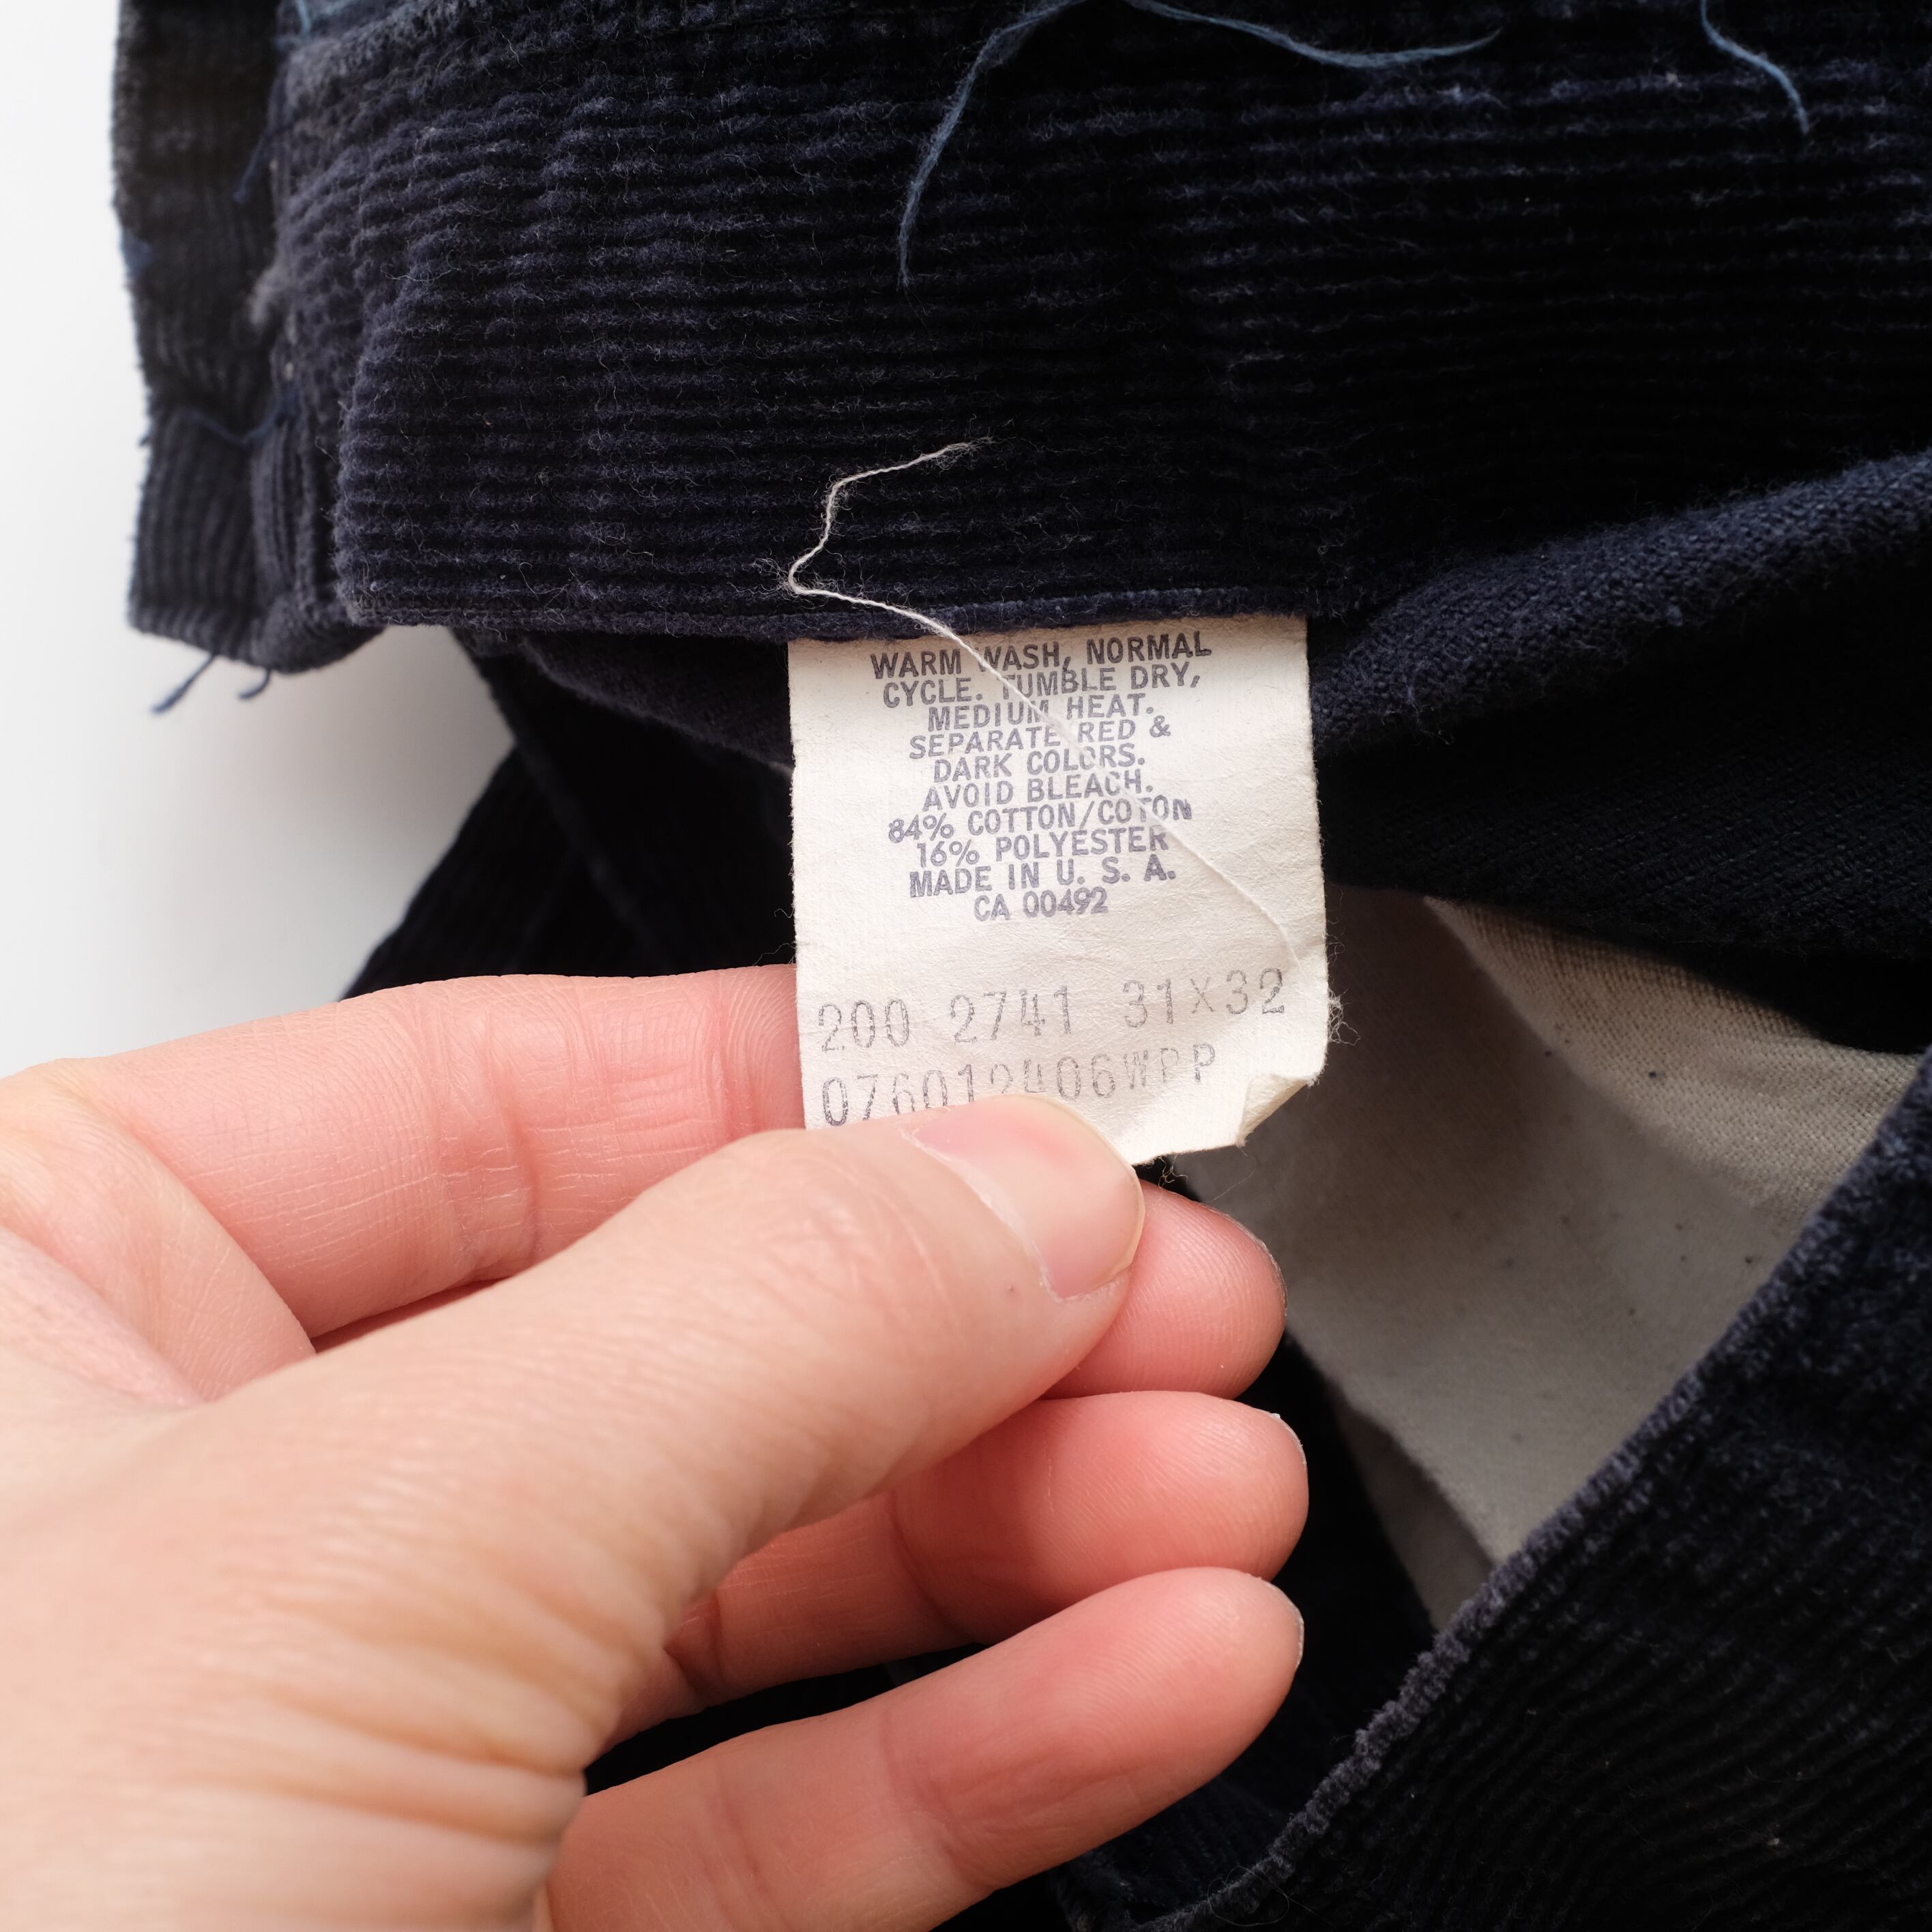 WARM WASH, NORMAL
CYCLE. TUMBLE DRY,
MEDIUM HEAT.
SEPARATE RED &
DARK COLORS.
AVOID BLEACH.
84% COTTON/COTON
16% POLYESTER
MADE IN U. S. A.
CA 00492
200 2741 31X32
076012406WPP